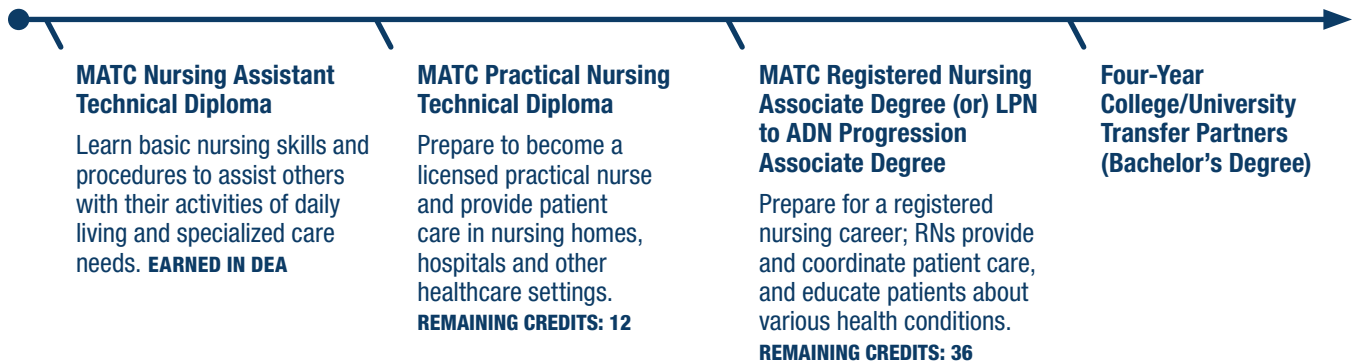 MATC Nursing Assistant
Technical Diploma
Learn basic nursing skills and
procedures to assist others
with their activities of daily
living and specialized care
needs. EARNED IN DEA
MATC Practical Nursing
Technical Diploma
Prepare to become a
licensed practical nurse
and provide patient
care in nursing homes,
hospitals and other
healthcare settings.
REMAINING CREDITS: 12
MATC Registered Nursing
Associate Degree (or) LPN
to ADN Progression
Associate Degree
Prepare for a registered
nursing career; RNs provide
and coordinate patient care,
and educate patients about
various health conditions.
REMAINING CREDITS: 36
Four-Year
College/University
Transfer Partners
(Bachelor’s Degree)